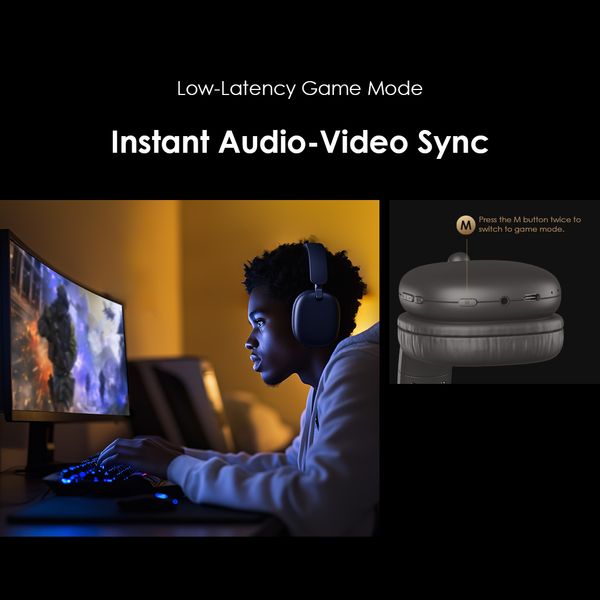 Low-Latency Game Mode
Instant Audio-Video Sync
M
Press the M button twice to
switch to game mode.